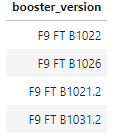 booster_version
F9 FT B1022
F9 FT B1026
F9 FT B1021.2
F9 FT B1031.2